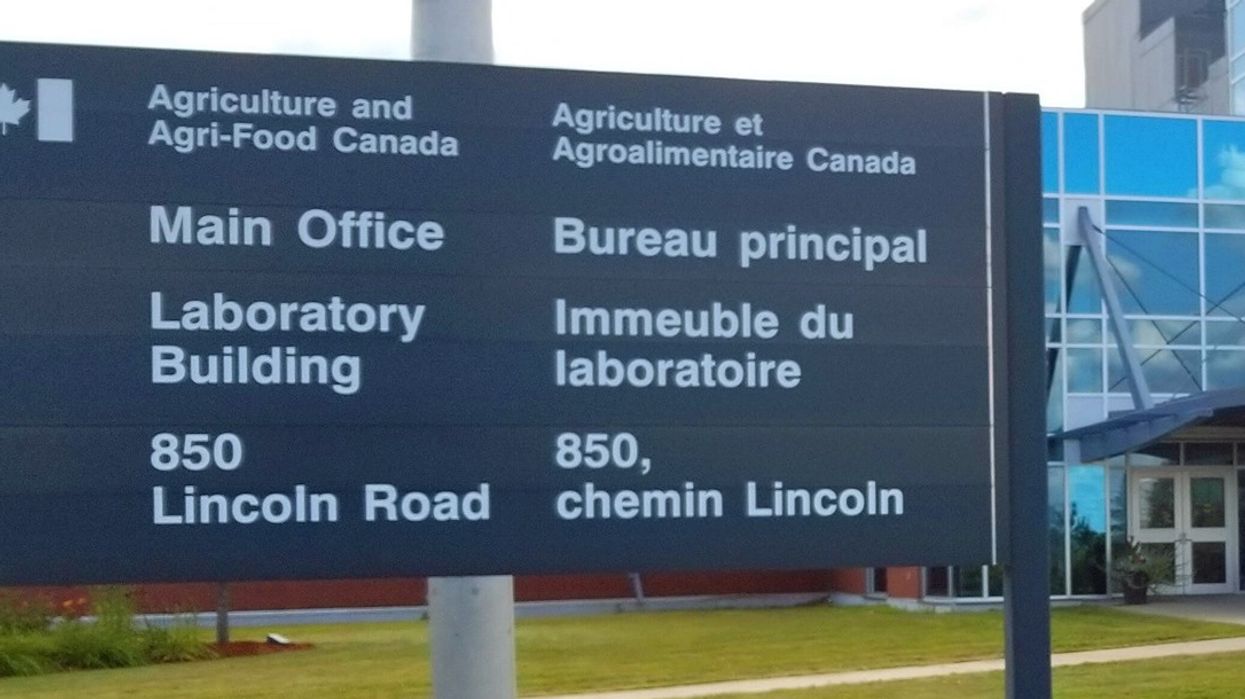 Agriculture and
Agri-Food Canada
Main Office
Laboratory
Building
850
Lincoln Road
Agriculture et
Agroalimentaire Canada
Bureau principal
Immeuble du
laboratoire
850,
chemin Lincoln